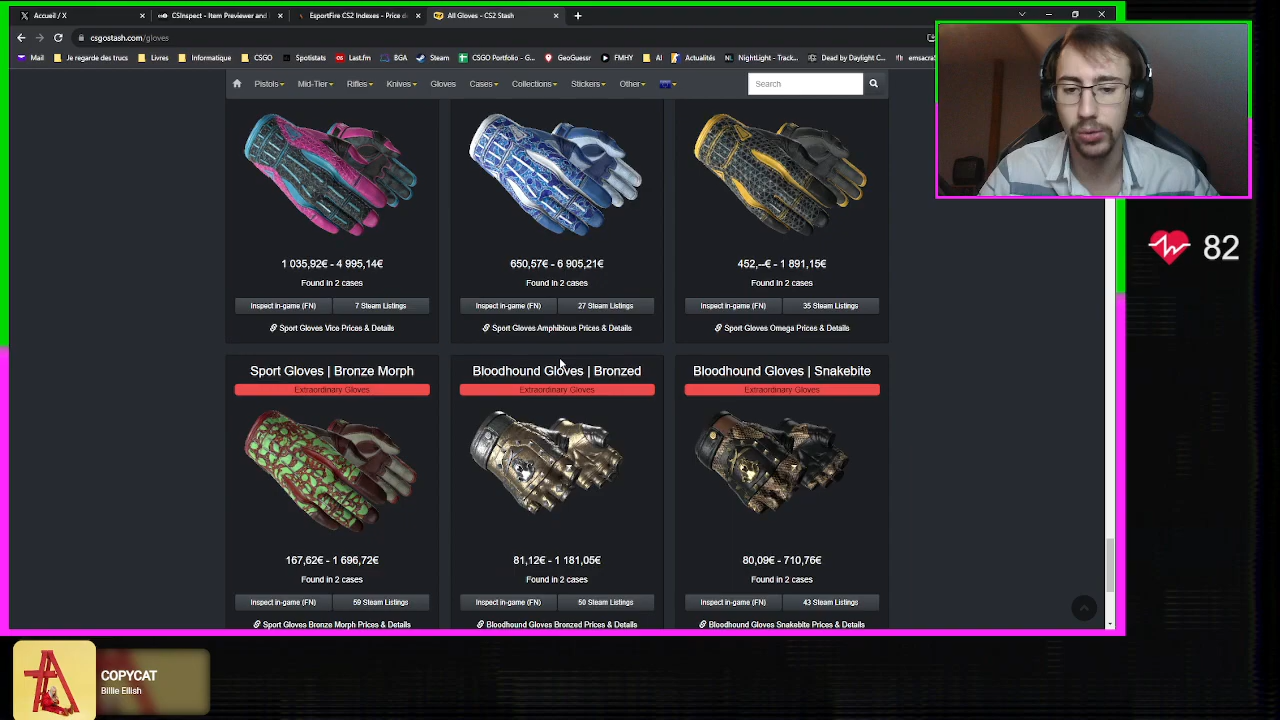 Accueil / X
CSInspect - Item Previewer and
EsportFire CS2 Indexes - Price d
All Gloves - CS2 Stash
csgostash.com/gloves
Mail
Je regarde des trucs
Livres
Informatique
CSGO
Spotistats
Last.fm
BGA
Steam
CSGO Portfolio - G...
GeoGuessr
FMHY
AI
Actualités
NightLight - Track...
Dead by Daylight C...
emsacraS
Pistols
Mid-Tier
Rifles
Knives
Gloves
Cases
Collections
Stickers
Other
Search
1 035,92€ - 4 995,14€
650,57€ - 6 905,21€
452,--€ - 1 891,15€
Found in 2 cases
Found in 2 cases
Found in 2 cases
Inspect in-game (FN)
7 Steam Listings
Inspect in-game (FN)
27 Steam Listings
Inspect in-game (FN)
35 Steam Listings
Sport Gloves Vice Prices & Details
Sport Gloves Amphibious Prices & Details
Sport Gloves Omega Prices & Details
Sport Gloves | Bronze Morph
Bloodhound Gloves | Bronzed
Bloodhound Gloves | Snakebite
Extraordinary Gloves
Extraordinary Gloves
Extraordinary Gloves
167,62€ - 1 696,72€
81,12€ - 1 181,05€
80,09€ - 710,76€
Found in 2 cases
Found in 2 cases
Found in 2 cases
Inspect in-game (FN)
59 Steam Listings
Inspect in-game (FN)
50 Steam Listings
Inspect in-game (FN)
43 Steam Listings
Sport Gloves Bronze Morph Prices & Details
Bloodhound Gloves Bronzed Prices & Details
Bloodhound Gloves Snakebite Prices & Details
82
COPYCAT
Billie Eilish